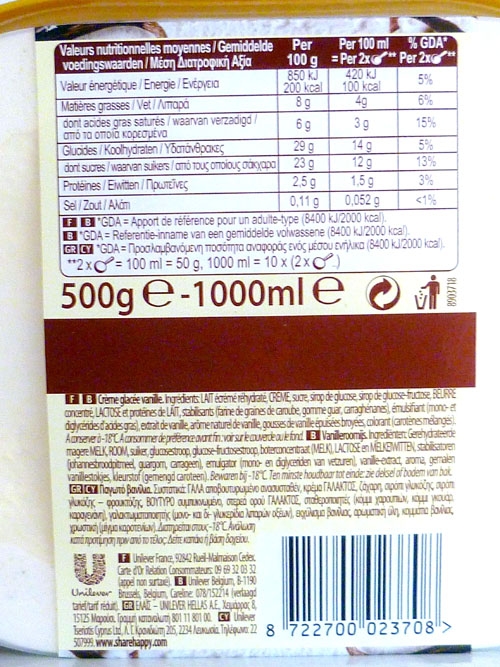 Valeurs nutritionnelles moyennes / Gemiddelde voedingswaarden / Μέση Διατροφική Αξία
Per 100 g
Per 100 ml = Per 2x **
% GDA* Per 2x **
Valeur énergétique / Energie / Ενέργεια 850 kJ 200 kcal 420 kJ 100 kcal 5%
Matières grasses / Vet / Λιπαρά 8 g 4g 6%
dont acides gras saturés / waarvan verzadigd / από τα οποία κορεσμένα 6 g 3 g 15%
Glucides / Koolhydraten / Υδατάνθρακες 29 g 14 g 5%
dont sucres / waarvan suikers / από τους οποίους σάκχαρα 23 g 12 g 13%
Protéines / Eiwitten / Πρωτεΐνες 2,5 g 1,5 g 3%
Sel / Zout / Αλάτι 0,11 g 0,052 g <1%
F B *GDA = Apport de référence pour un adulte-type (8400 kJ/2000 kcal).
B *GDA = Referentie-inname van een gemiddelde volwassene (8400 kJ/2000 kcal).
GR CY *GDA = Προσλαμβανόμενη ποσότητα αναφοράς ενός μέσου ενήλικα (8400 kJ/2000 kcal).
**2 x = 100 ml = 50 g, 1000 ml = 10 x (2 x )
500g e -1000ml e
8903718
F B Crème glacée vanille. Ingrédients: LAIT écrémé réhydraté, CRÈME, sucre, sirop de glucose, sirop de glucose-fructose, BEURRE
concentré, LACTOSE et protéines de LAIT, stabilisants (farine de graines de caroube, gomme guar, carraghénanes), émulsifiant (mono- et
diglycérides d'acides gras), extrait de vanille, arôme naturel de vanille, gousses de vanille épuisées broyées, colorant (carotènes mélangés).
A conserver à -18°C. A consommer de préférence avant fin: voir sur le couvercle ou le fond. B Vanilleroomijs. Ingrediënten: Gerehydrateerde
magere MELK, ROOM, suiker, glucosestroop, glucose-fructosestroop, boterconcentraat (MELK), LACTOSE en MELKEIWITTEN, stabilisatoren
(johannesbroodpitmeel, guargom, carrageen), emulgator (mono- en diglyceriden van vetzuren), vanille-extract, aroma, gemalen
vanillestokjes, kleurstof (gemengd caroteen). Bewaren bij -18°C. Ten minste houdbaar tot einde: zie deksel of bodem van bak.
GR CY Παγωτό βανίλια. Συστατικά: ΓΑΛΑ αποβουτυρωμένο ανασυσταθέν, κρέμα ΓΑΛΑΚΤΟΣ, ζάχαρη, σιρόπι γλυκόζης, σιρόπι
γλυκόζης – φρουκτόζης, ΒΟΥΤΥΡΟ συμπυκνωμένο, στερεά ορού ΓΑΛΑΚΤΟΣ, σταθεροποιητές (κόμμι χαρουπιών, κόμμι γκουάρ,
καραγενάνη), γαλακτωματοποιητής (μονο- και δι- γλυκερίδια λιπαρών οξέων), εκχύλισμα βανίλιας, αρωματική ύλη, κομμάτια βανίλιας,
χρωστική (μίγμα καροτενίων). Διατηρείται στους -18°C. Ανάλωση
κατά προτίμηση πριν από το τέλος: Δείτε καπάκι ή βάση δοχείου.
Unilever
F Unilever France, 92842 Rueil-Malmaison Cedex.
Carte d'Or Relation Consommateurs: 09 69 32 03 32
(appel non surtaxé). B Unilever Belgium, B-1190
Brussels, Belgium, Careline: 078/152214 (verlaagd
tarief/tarif réduit). GR ΕΛΑΪΣ – UNILEVER HELLAS A.E., Χειμάρρας 8,
15125 Μαρούσι. Γραμμή καταναλωτή: 801 11 801 00. CY Unilever
Tseriotis Cyprus Ltd, Λ.Τ. Κρανιδιώτη 205, 2234 Λευκωσία. Τηλέφωνο: 22
507999. www.sharehappy.com
8 722700 023708 >